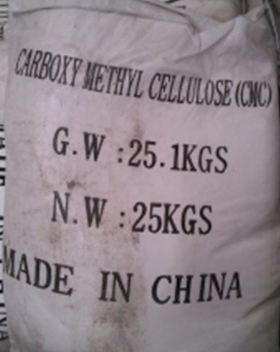 CARBOXY METHYL CELLULOSE (CMC)
G.W : 25.1KGS
N.W : 25KGS
MADE IN CHINA